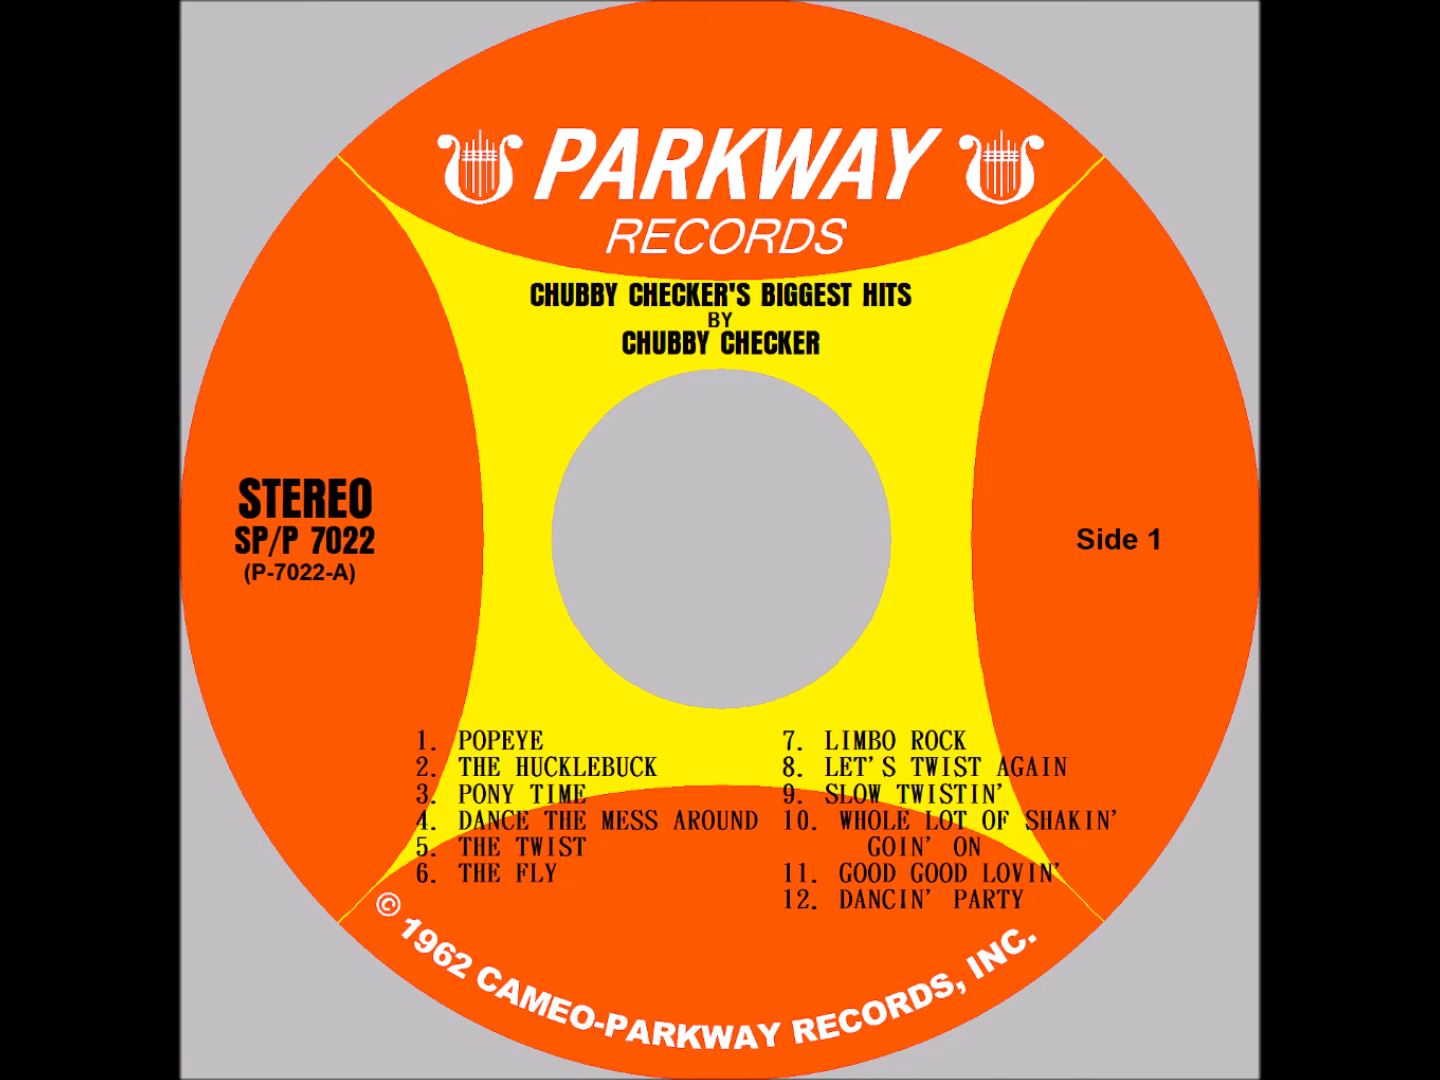 PARKWAY
RECORDS
CHUBBY CHECKER'S BIGGEST HITS
BY
CHUBBY CHECKER
STEREO
SP/P 7022
(P-7022-A)
Side 1
1. POPEYE
2. THE HUCKLEBUCK
3. PONY TIME
4. DANCE THE MESS AROUND
5. THE TWIST
6. THE FLY
7. LIMBO ROCK
8. LET'S TWIST AGAIN
9. SLOW TWISTIN'
10. WHOLE LOT OF SHAKIN'
GOIN' ON
11. GOOD GOOD LOVIN'
12. DANCIN' PARTY
© 1962 CAMEO-PARKWAY RECORDS, INC.